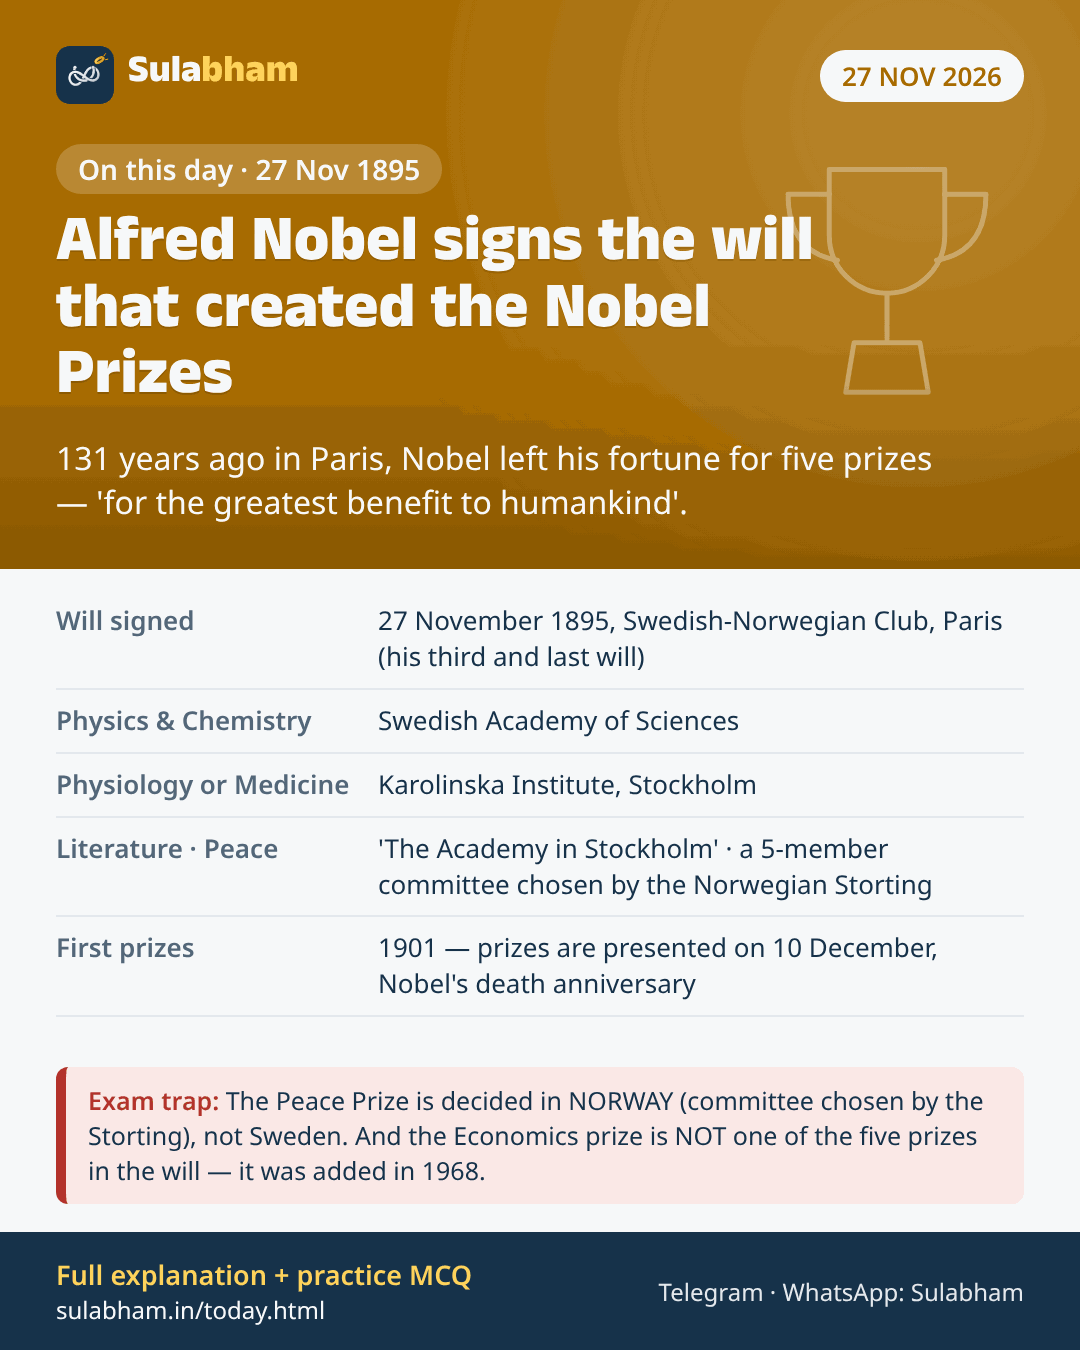 Sulabham
27 NOV 2026
On this day · 27 Nov 1895
Alfred Nobel signs the will
that created the Nobel
Prizes
131 years ago in Paris, Nobel left his fortune for five prizes
— 'for the greatest benefit to humankind'.
Will signed
27 November 1895, Swedish-Norwegian Club, Paris
(his third and last will)
Physics & Chemistry
Swedish Academy of Sciences
Physiology or Medicine
Karolinska Institute, Stockholm
Literature · Peace
'The Academy in Stockholm' · a 5-member
committee chosen by the Norwegian Storting
First prizes
1901 — prizes are presented on 10 December,
Nobel's death anniversary
Exam trap: The Peace Prize is decided in NORWAY (committee chosen by the
Storting), not Sweden. And the Economics prize is NOT one of the five prizes
in the will — it was added in 1968.
Full explanation + practice MCQ
sulabham.in/today.html
Telegram · WhatsApp: Sulabham